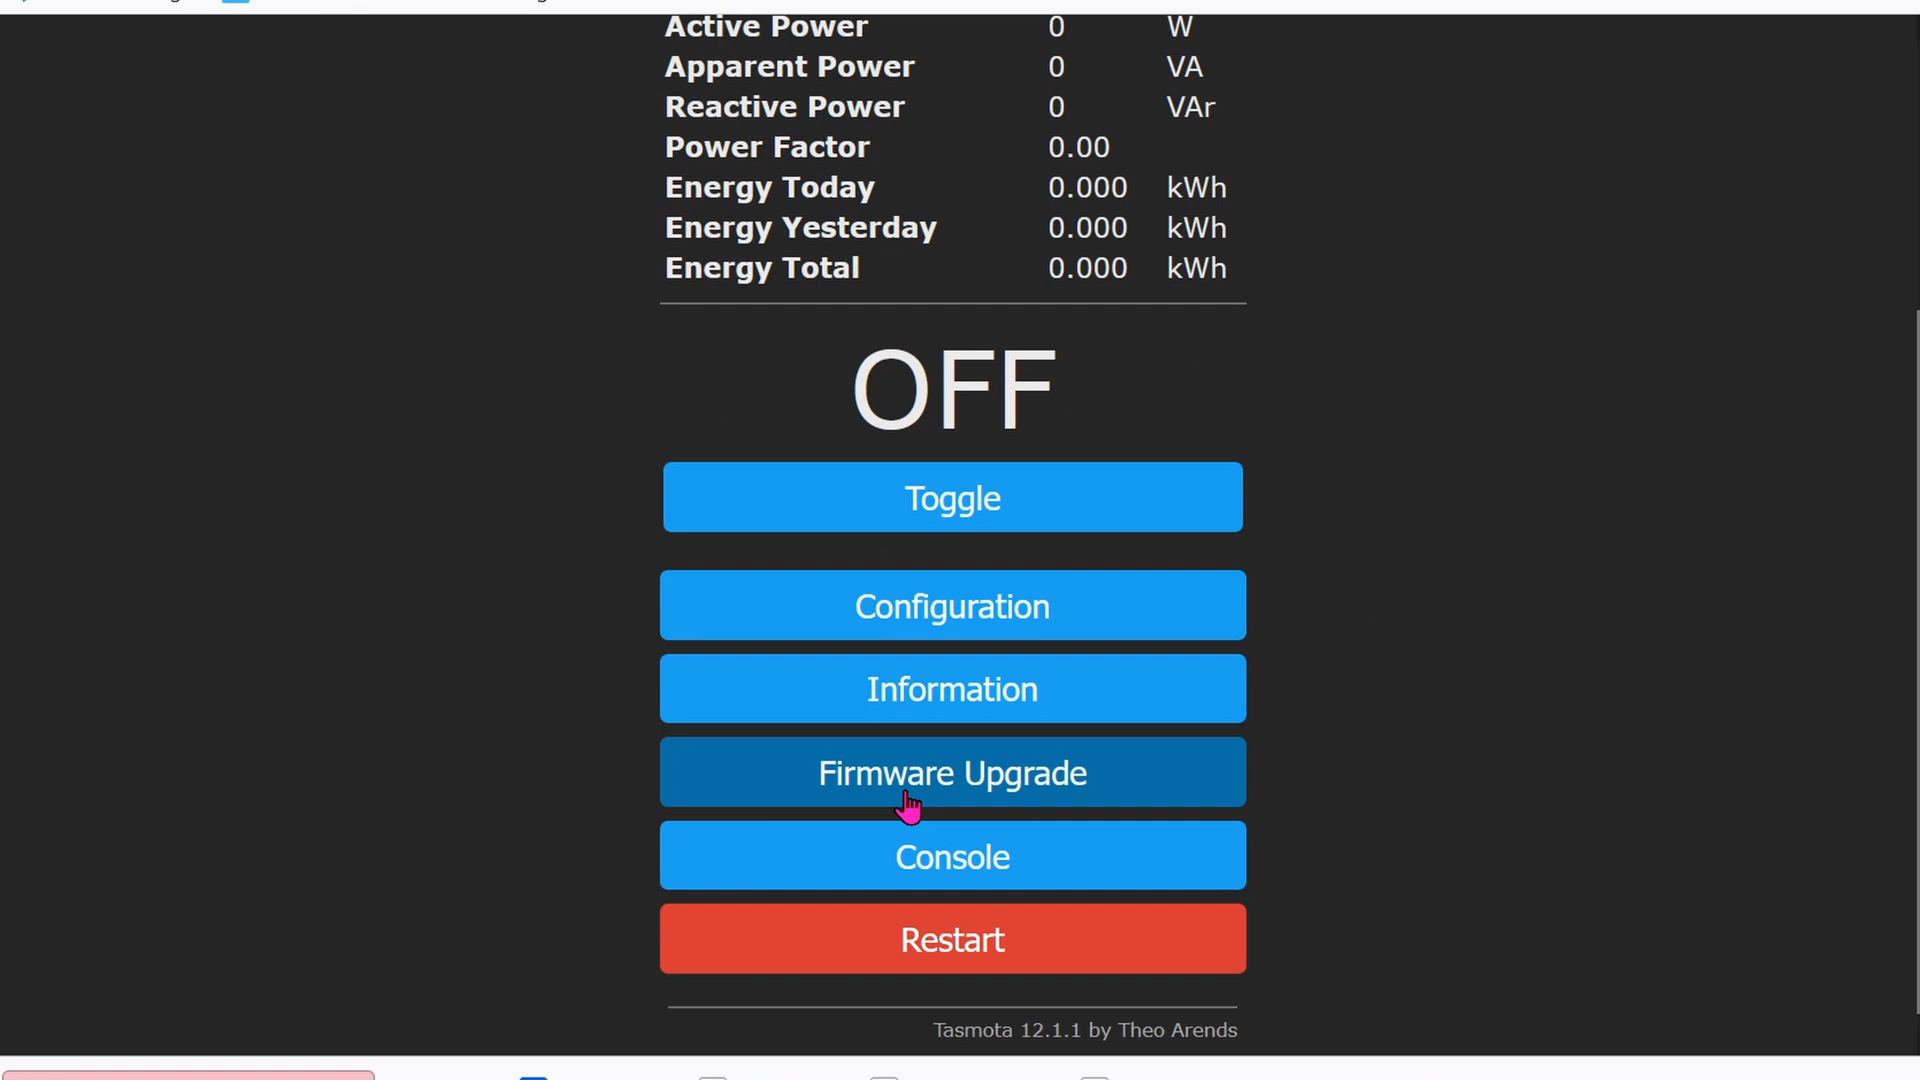 Active Power 0 W
Apparent Power 0 VA
Reactive Power 0 VAr
Power Factor 0.00
Energy Today 0.000 kWh
Energy Yesterday 0.000 kWh
Energy Total 0.000 kWh
OFF
Toggle
Configuration
Information
Firmware Upgrade
Console
Restart
Tasmota 12.1.1 by Theo Arends